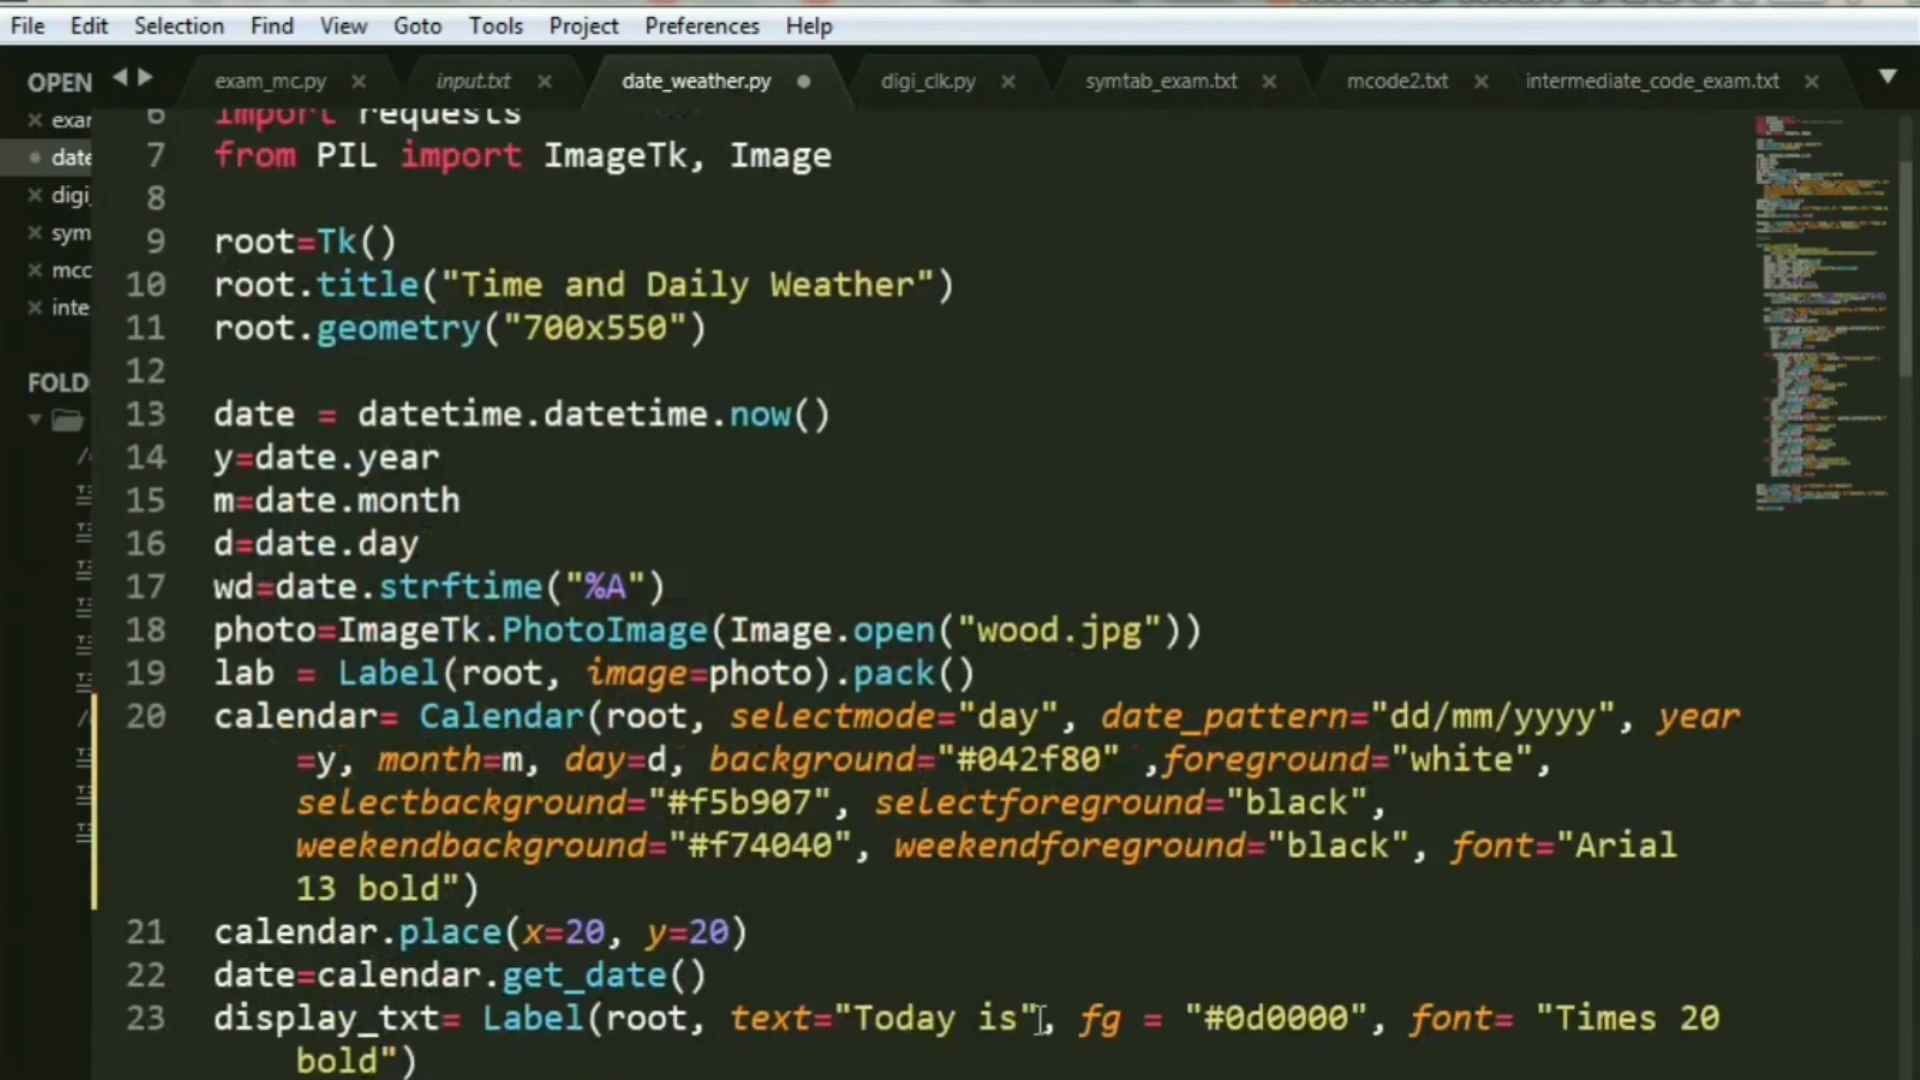 File Edit Selection Find View Goto Tools Project Preferences Help
OPEN exam_mc.py × input.txt × date_weather.py digi_clk.py × symtab_exam.txt × mcode2.txt × intermediate_code_exam.txt ×
× exar
date
× digi_
× sym
× mcc
× inte
FOLD
6 import requests
7 from PIL import ImageTk, Image
8
9 root=Tk()
10 root.title("Time and Daily Weather")
11 root.geometry("700x550")
12
13 date = datetime.datetime.now()
14 y=date.year
15 m=date.month
16 d=date.day
17 wd=date.strftime("%A")
18 photo=ImageTk.PhotoImage(Image.open("wood.jpg"))
19 lab = Label(root, image=photo).pack()
20 calendar= Calendar(root, selectmode="day", date_pattern="dd/mm/yyyy", year
=y, month=m, day=d, background="#042f80" ,foreground="white",
selectbackground="#f5b907", selectforeground="black",
weekendbackground="#f74040", weekendforeground="black", font="Arial
13 bold")
21 calendar.place(x=20, y=20)
22 date=calendar.get_date()
23 display_txt= Label(root, text="Today is", fg = "#0d0000", font= "Times 20
bold")